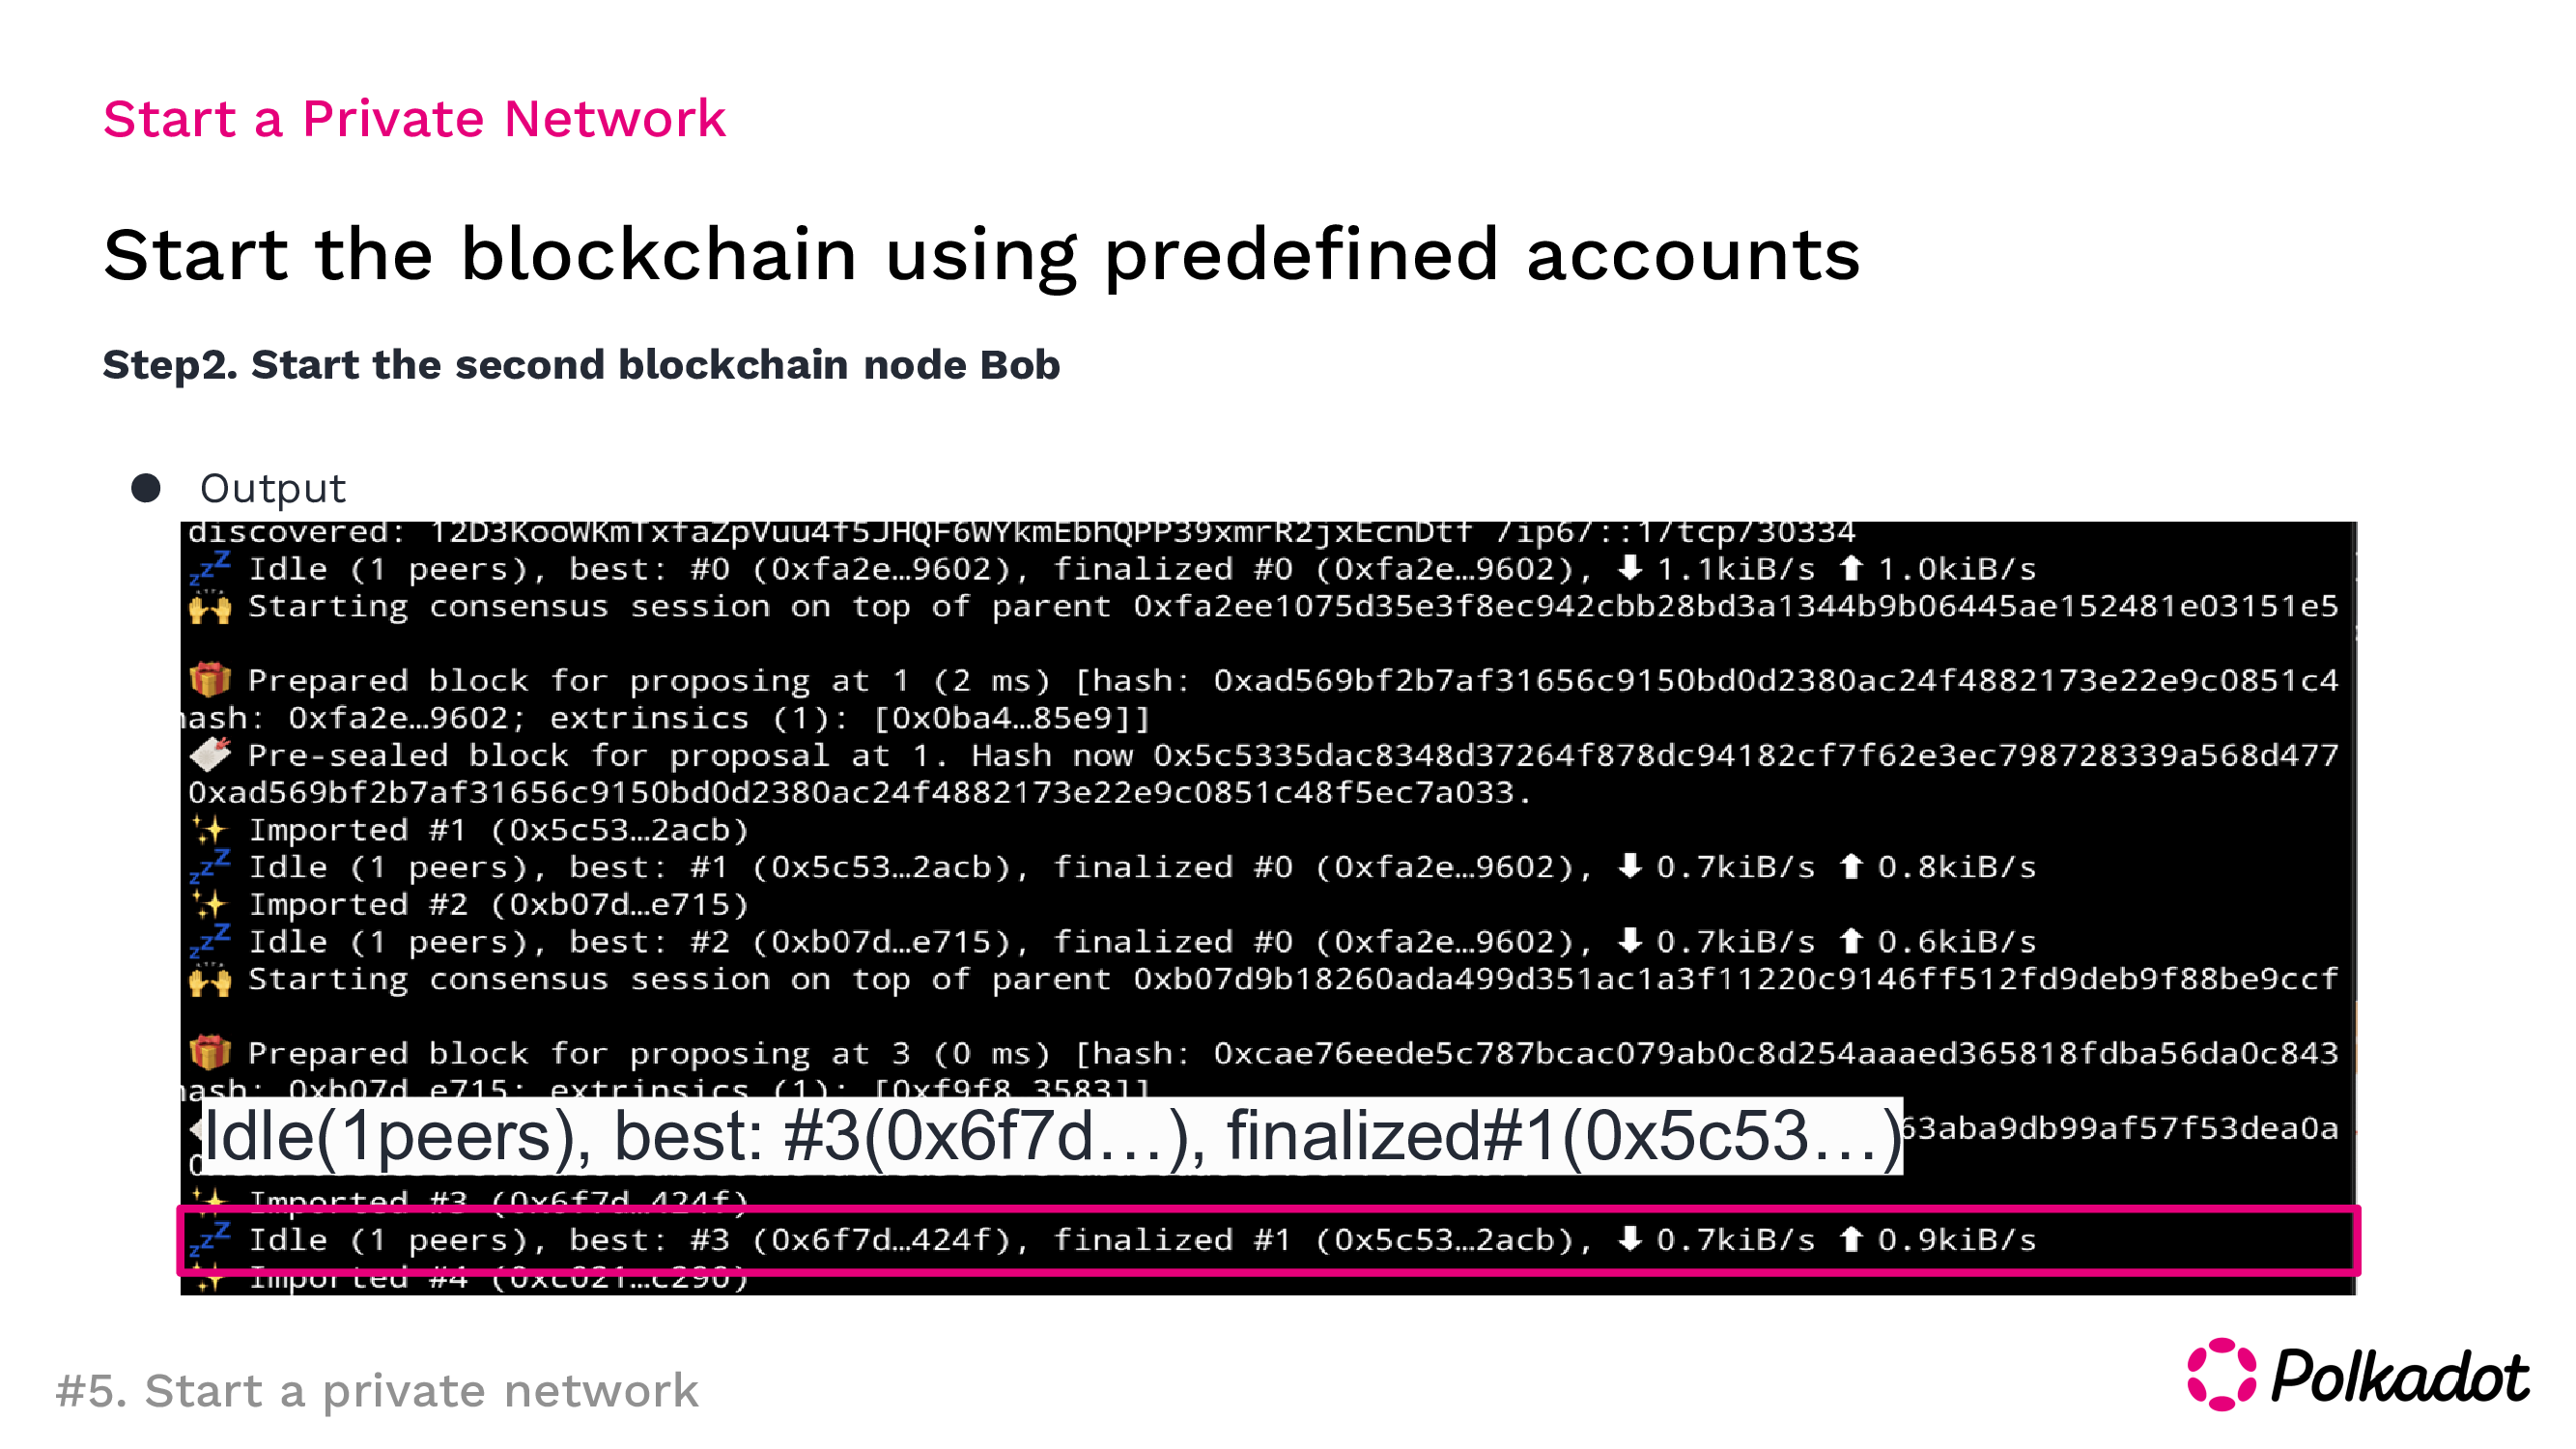 Start a Private Network
Start the blockchain using predefined accounts
Step2. Start the second blockchain node Bob
● Output
discovered: 12D3KooWKmTxfaZpVuu4f5JHQF6WYkmEbhQPP39xmrR2jxEcnDtf /ip6/::1/tcp/30334
💤 Idle (1 peers), best: #0 (0xfa2e…9602), finalized #0 (0xfa2e…9602), ⬇ 1.1kiB/s ⬆ 1.0kiB/s
🙌 Starting consensus session on top of parent 0xfa2ee1075d35e3f8ec942cbb28bd3a1344b9b06445ae152481e03151e5
🎁 Prepared block for proposing at 1 (2 ms) [hash: 0xad569bf2b7af31656c9150bd0d2380ac24f4882173e22e9c0851c4
hash: 0xfa2e…9602; extrinsics (1): [0x0ba4…85e9]]
🔖 Pre-sealed block for proposal at 1. Hash now 0x5c5335dac8348d37264f878dc94182cf7f62e3ec798728339a568d477
0xad569bf2b7af31656c9150bd0d2380ac24f4882173e22e9c0851c48f5ec7a033.
✨ Imported #1 (0x5c53…2acb)
💤 Idle (1 peers), best: #1 (0x5c53…2acb), finalized #0 (0xfa2e…9602), ⬇ 0.7kiB/s ⬆ 0.8kiB/s
✨ Imported #2 (0xb07d…e715)
💤 Idle (1 peers), best: #2 (0xb07d…e715), finalized #0 (0xfa2e…9602), ⬇ 0.7kiB/s ⬆ 0.6kiB/s
🙌 Starting consensus session on top of parent 0xb07d9b18260ada499d351ac1a3f11220c9146ff512fd9deb9f88be9ccf
🎁 Prepared block for proposing at 3 (0 ms) [hash: 0xcae76eede5c787bcac079ab0c8d254aaaed365818fdba56da0c843
hash: 0xb07d…e715; extrinsics (1): [0xf9f8…3583]]
Idle(1peers), best: #3(0x6f7d…), finalized#1(0x5c53…)
63aba9db99af57f53dea0a
✨ Imported #3 (0x6f7d…424f)
💤 Idle (1 peers), best: #3 (0x6f7d…424f), finalized #1 (0x5c53…2acb), ⬇ 0.7kiB/s ⬆ 0.9kiB/s
✨ Imported #4 (0xc021…c290)
#5. Start a private network
Polkadot